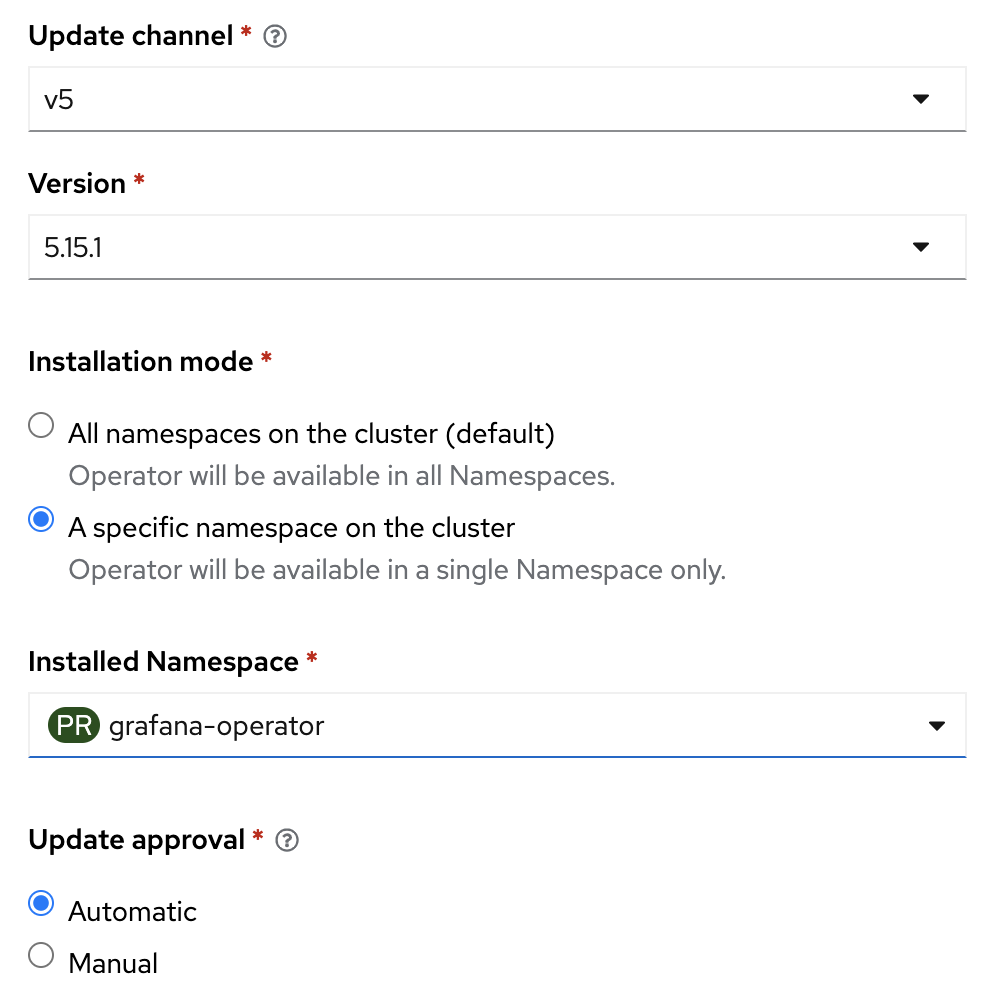 Update channel *
v5
Version *
5.15.1
Installation mode *
All namespaces on the cluster (default)
Operator will be available in all Namespaces.
A specific namespace on the cluster
Operator will be available in a single Namespace only.
Installed Namespace *
PR grafana-operator
Update approval *
Automatic
Manual